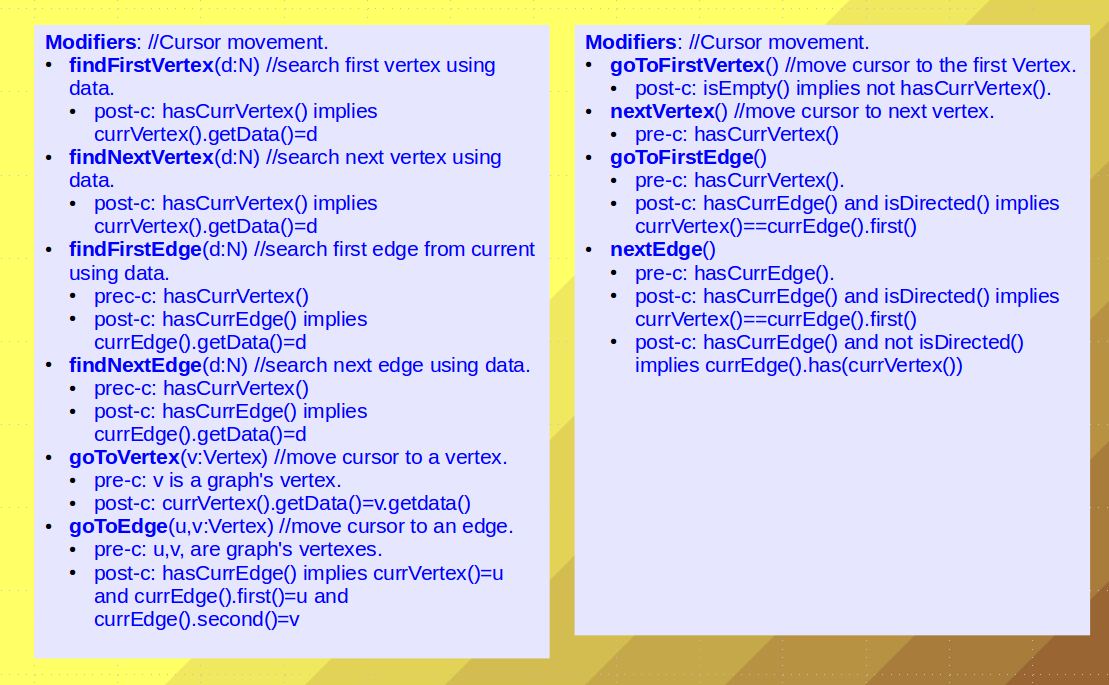 Modifiers: //Cursor movement.
• findFirstVertex(d:N) //search first vertex using
data.
• post-c: hasCurrVertex() implies
currVertex().getData()=d
• findNextVertex(d:N) //search next vertex using
data.
• post-c: hasCurrVertex() implies
currVertex().getData()=d
• findFirstEdge(d:N) //search first edge from current
using data.
• prec-c: hasCurrVertex()
• post-c: hasCurrEdge() implies
currEdge().getData()=d
• findNextEdge(d:N) //search next edge using data.
• prec-c: hasCurrVertex()
• post-c: hasCurrEdge() implies
currEdge().getData()=d
• goToVertex(v:Vertex) //move cursor to a vertex.
• pre-c: v is a graph's vertex.
• post-c: currVertex().getData()=v.getdata()
• goToEdge(u,v:Vertex) //move cursor to an edge.
• pre-c: u,v, are graph's vertexes.
• post-c: hasCurrEdge() implies currVertex()=u
and currEdge().first()=u and
currEdge().second()=v
Modifiers: //Cursor movement.
• goToFirstVertex() //move cursor to the first Vertex.
• post-c: isEmpty() implies not hasCurrVertex().
• nextVertex() //move cursor to next vertex.
• pre-c: hasCurrVertex()
• goToFirstEdge()
• pre-c: hasCurrVertex().
• post-c: hasCurrEdge() and isDirected() implies
currVertex()==currEdge().first()
• nextEdge()
• pre-c: hasCurrEdge().
• post-c: hasCurrEdge() and isDirected() implies
currVertex()==currEdge().first()
• post-c: hasCurrEdge() and not isDirected()
implies currEdge().has(currVertex())